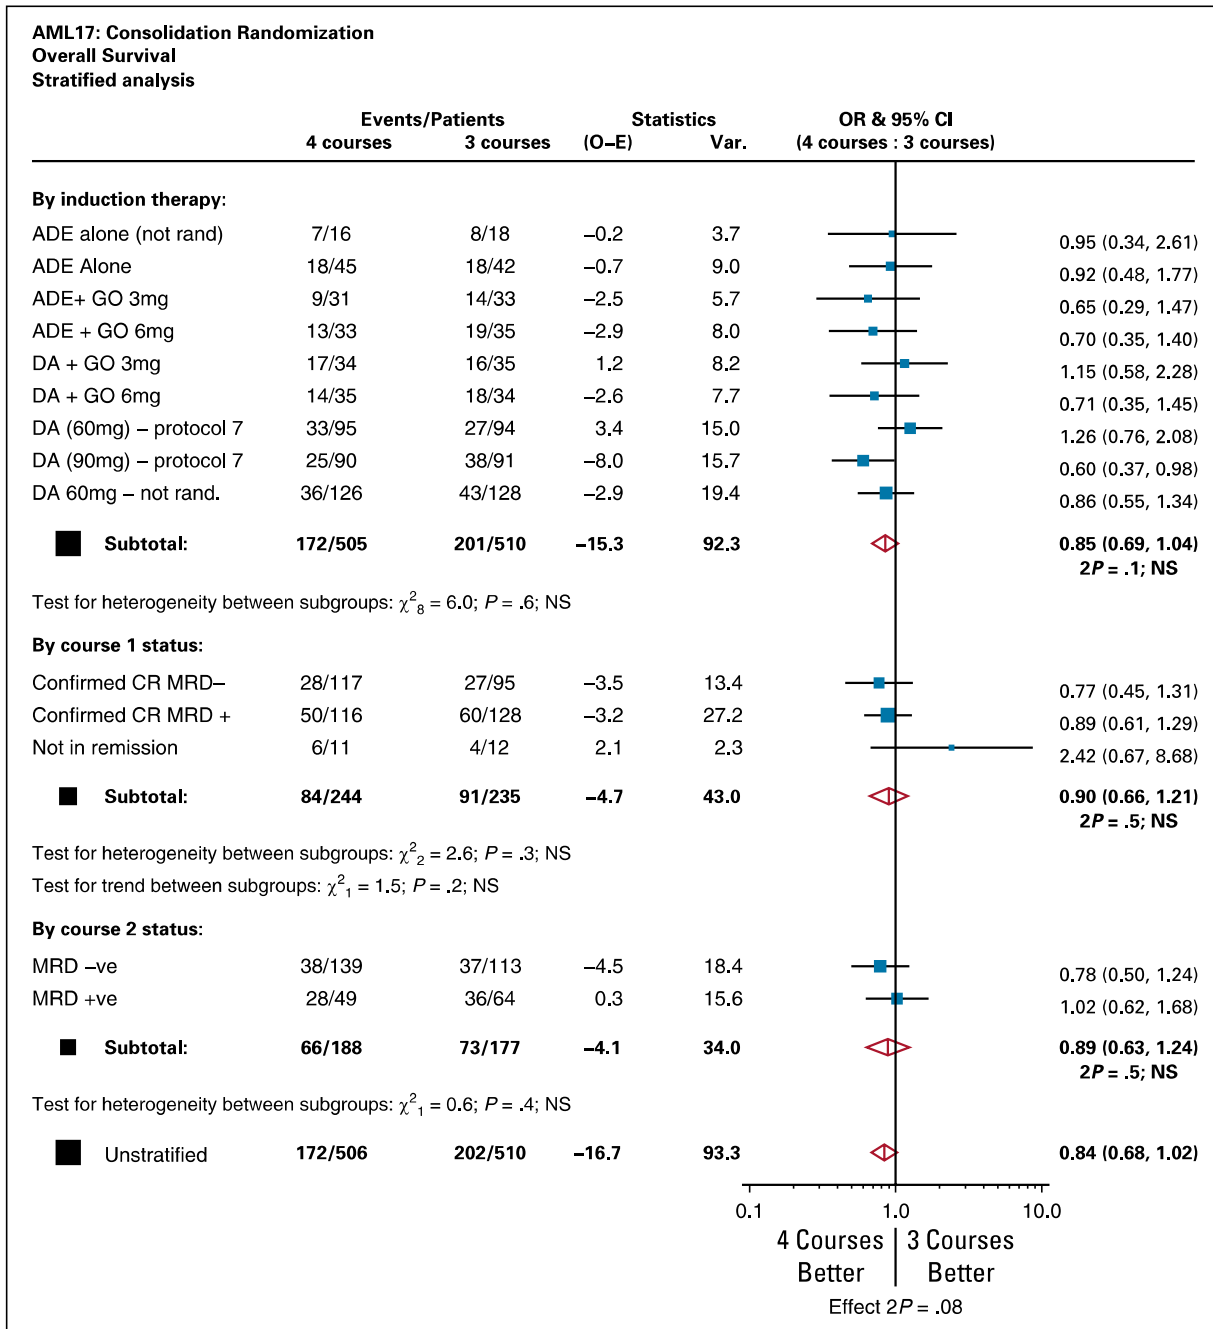 AML17: Consolidation Randomization
Overall Survival
Stratified analysis
Events/Patients Statistics OR & 95% CI
4 courses 3 courses (O–E) Var. (4 courses : 3 courses)
By induction therapy:
ADE alone (not rand) 7/16 8/18 –0.2 3.7 0.95 (0.34, 2.61)
ADE Alone 18/45 18/42 –0.7 9.0 0.92 (0.48, 1.77)
ADE+ GO 3mg 9/31 14/33 –2.5 5.7 0.65 (0.29, 1.47)
ADE + GO 6mg 13/33 19/35 –2.9 8.0 0.70 (0.35, 1.40)
DA + GO 3mg 17/34 16/35 1.2 8.2 1.15 (0.58, 2.28)
DA + GO 6mg 14/35 18/34 –2.6 7.7 0.71 (0.35, 1.45)
DA (60mg) – protocol 7 33/95 27/94 3.4 15.0 1.26 (0.76, 2.08)
DA (90mg) – protocol 7 25/90 38/91 –8.0 15.7 0.60 (0.37, 0.98)
DA 60mg – not rand. 36/126 43/128 –2.9 19.4 0.86 (0.55, 1.34)
Subtotal: 172/505 201/510 –15.3 92.3 0.85 (0.69, 1.04)
2P = .1; NS
Test for heterogeneity between subgroups: χ²₈ = 6.0; P = .6; NS
By course 1 status:
Confirmed CR MRD– 28/117 27/95 –3.5 13.4 0.77 (0.45, 1.31)
Confirmed CR MRD + 50/116 60/128 –3.2 27.2 0.89 (0.61, 1.29)
Not in remission 6/11 4/12 2.1 2.3 2.42 (0.67, 8.68)
Subtotal: 84/244 91/235 –4.7 43.0 0.90 (0.66, 1.21)
2P = .5; NS
Test for heterogeneity between subgroups: χ²₂ = 2.6; P = .3; NS
Test for trend between subgroups: χ²₁ = 1.5; P = .2; NS
By course 2 status:
MRD –ve 38/139 37/113 –4.5 18.4 0.78 (0.50, 1.24)
MRD +ve 28/49 36/64 0.3 15.6 1.02 (0.62, 1.68)
Subtotal: 66/188 73/177 –4.1 34.0 0.89 (0.63, 1.24)
2P = .5; NS
Test for heterogeneity between subgroups: χ²₁ = 0.6; P = .4; NS
Unstratified 172/506 202/510 –16.7 93.3 0.84 (0.68, 1.02)
0.1 1.0 10.0
4 Courses 3 Courses
Better Better
Effect 2P = .08